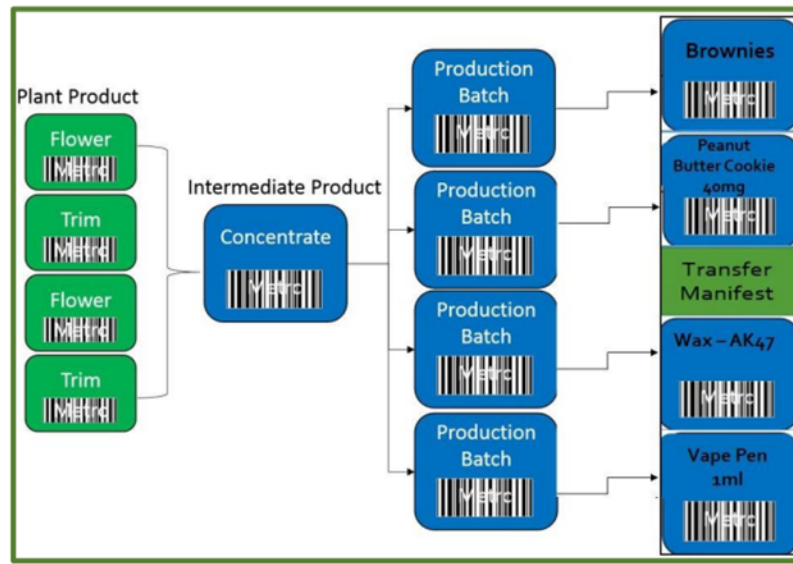 Plant Product
Flower
Metrc
Trim
Metrc
Flower
Metrc
Trim
Metrc
Intermediate Product
Concentrate
Metrc
Production
Batch
Metrc
Production
Batch
Metrc
Production
Batch
Metrc
Production
Batch
Metrc
Brownies
Metrc
Peanut
Butter Cookie
40mg
Metrc
Transfer
Manifest
Wax – AK47
Metrc
Vape Pen
1ml
Metrc